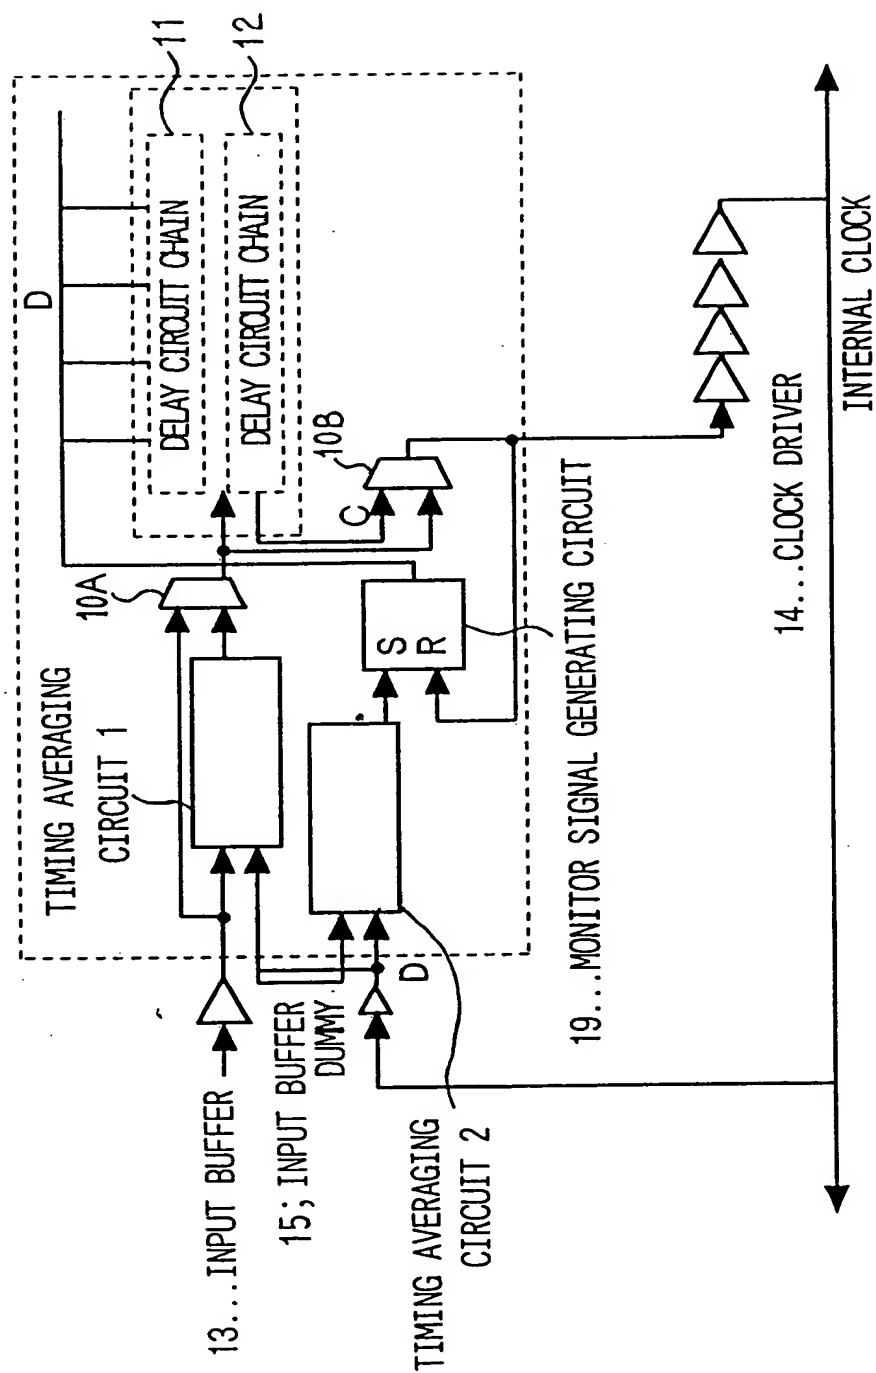 13...INPUT BUFFER
15;INPUT BUFFER
DUMMY
TIMING AVERAGING
CIRCUIT 1
TIMING AVERAGING
CIRCUIT 2
10A
D
D
DELAY CIRCUIT CHAIN
11
DELAY CIRCUIT CHAIN
12
C
10B
S
R
19...MONITOR SIGNAL GENERATING CIRCUIT
14...CLOCK DRIVER
INTERNAL CLOCK